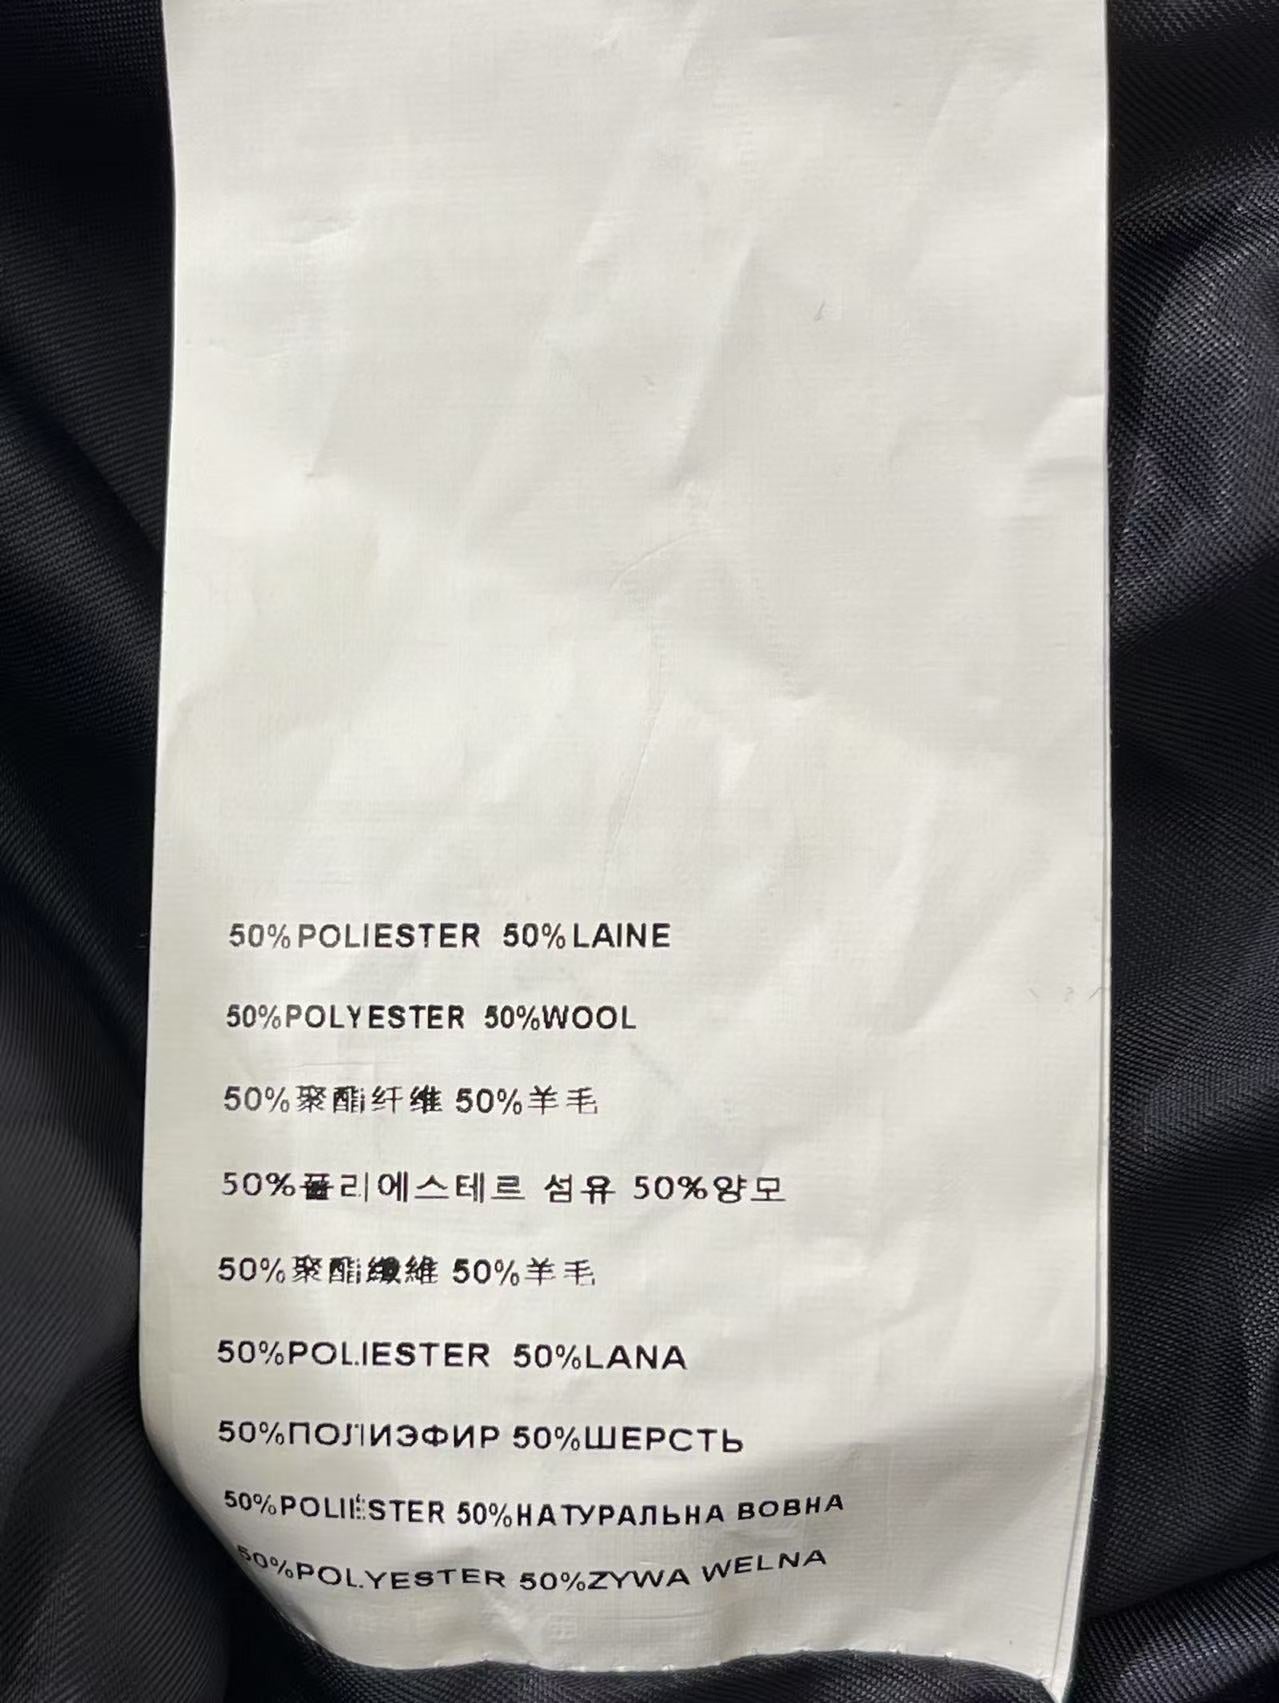 50%POLIESTER 50%LAINE
50%POLYESTER 50%WOOL
50%聚酯纤维 50%羊毛
50%폴리에스테르 섬유 50%양모
50%聚酯纖維 50%羊毛
50%POLIESTER 50%LANA
50%ПОЛИЭФИР 50%ШЕРСТЬ
50%POLIIESTER 50%НАТУРАЛЬНА ВОВНА
50%POLYESTER 50%ZYWA WELNA